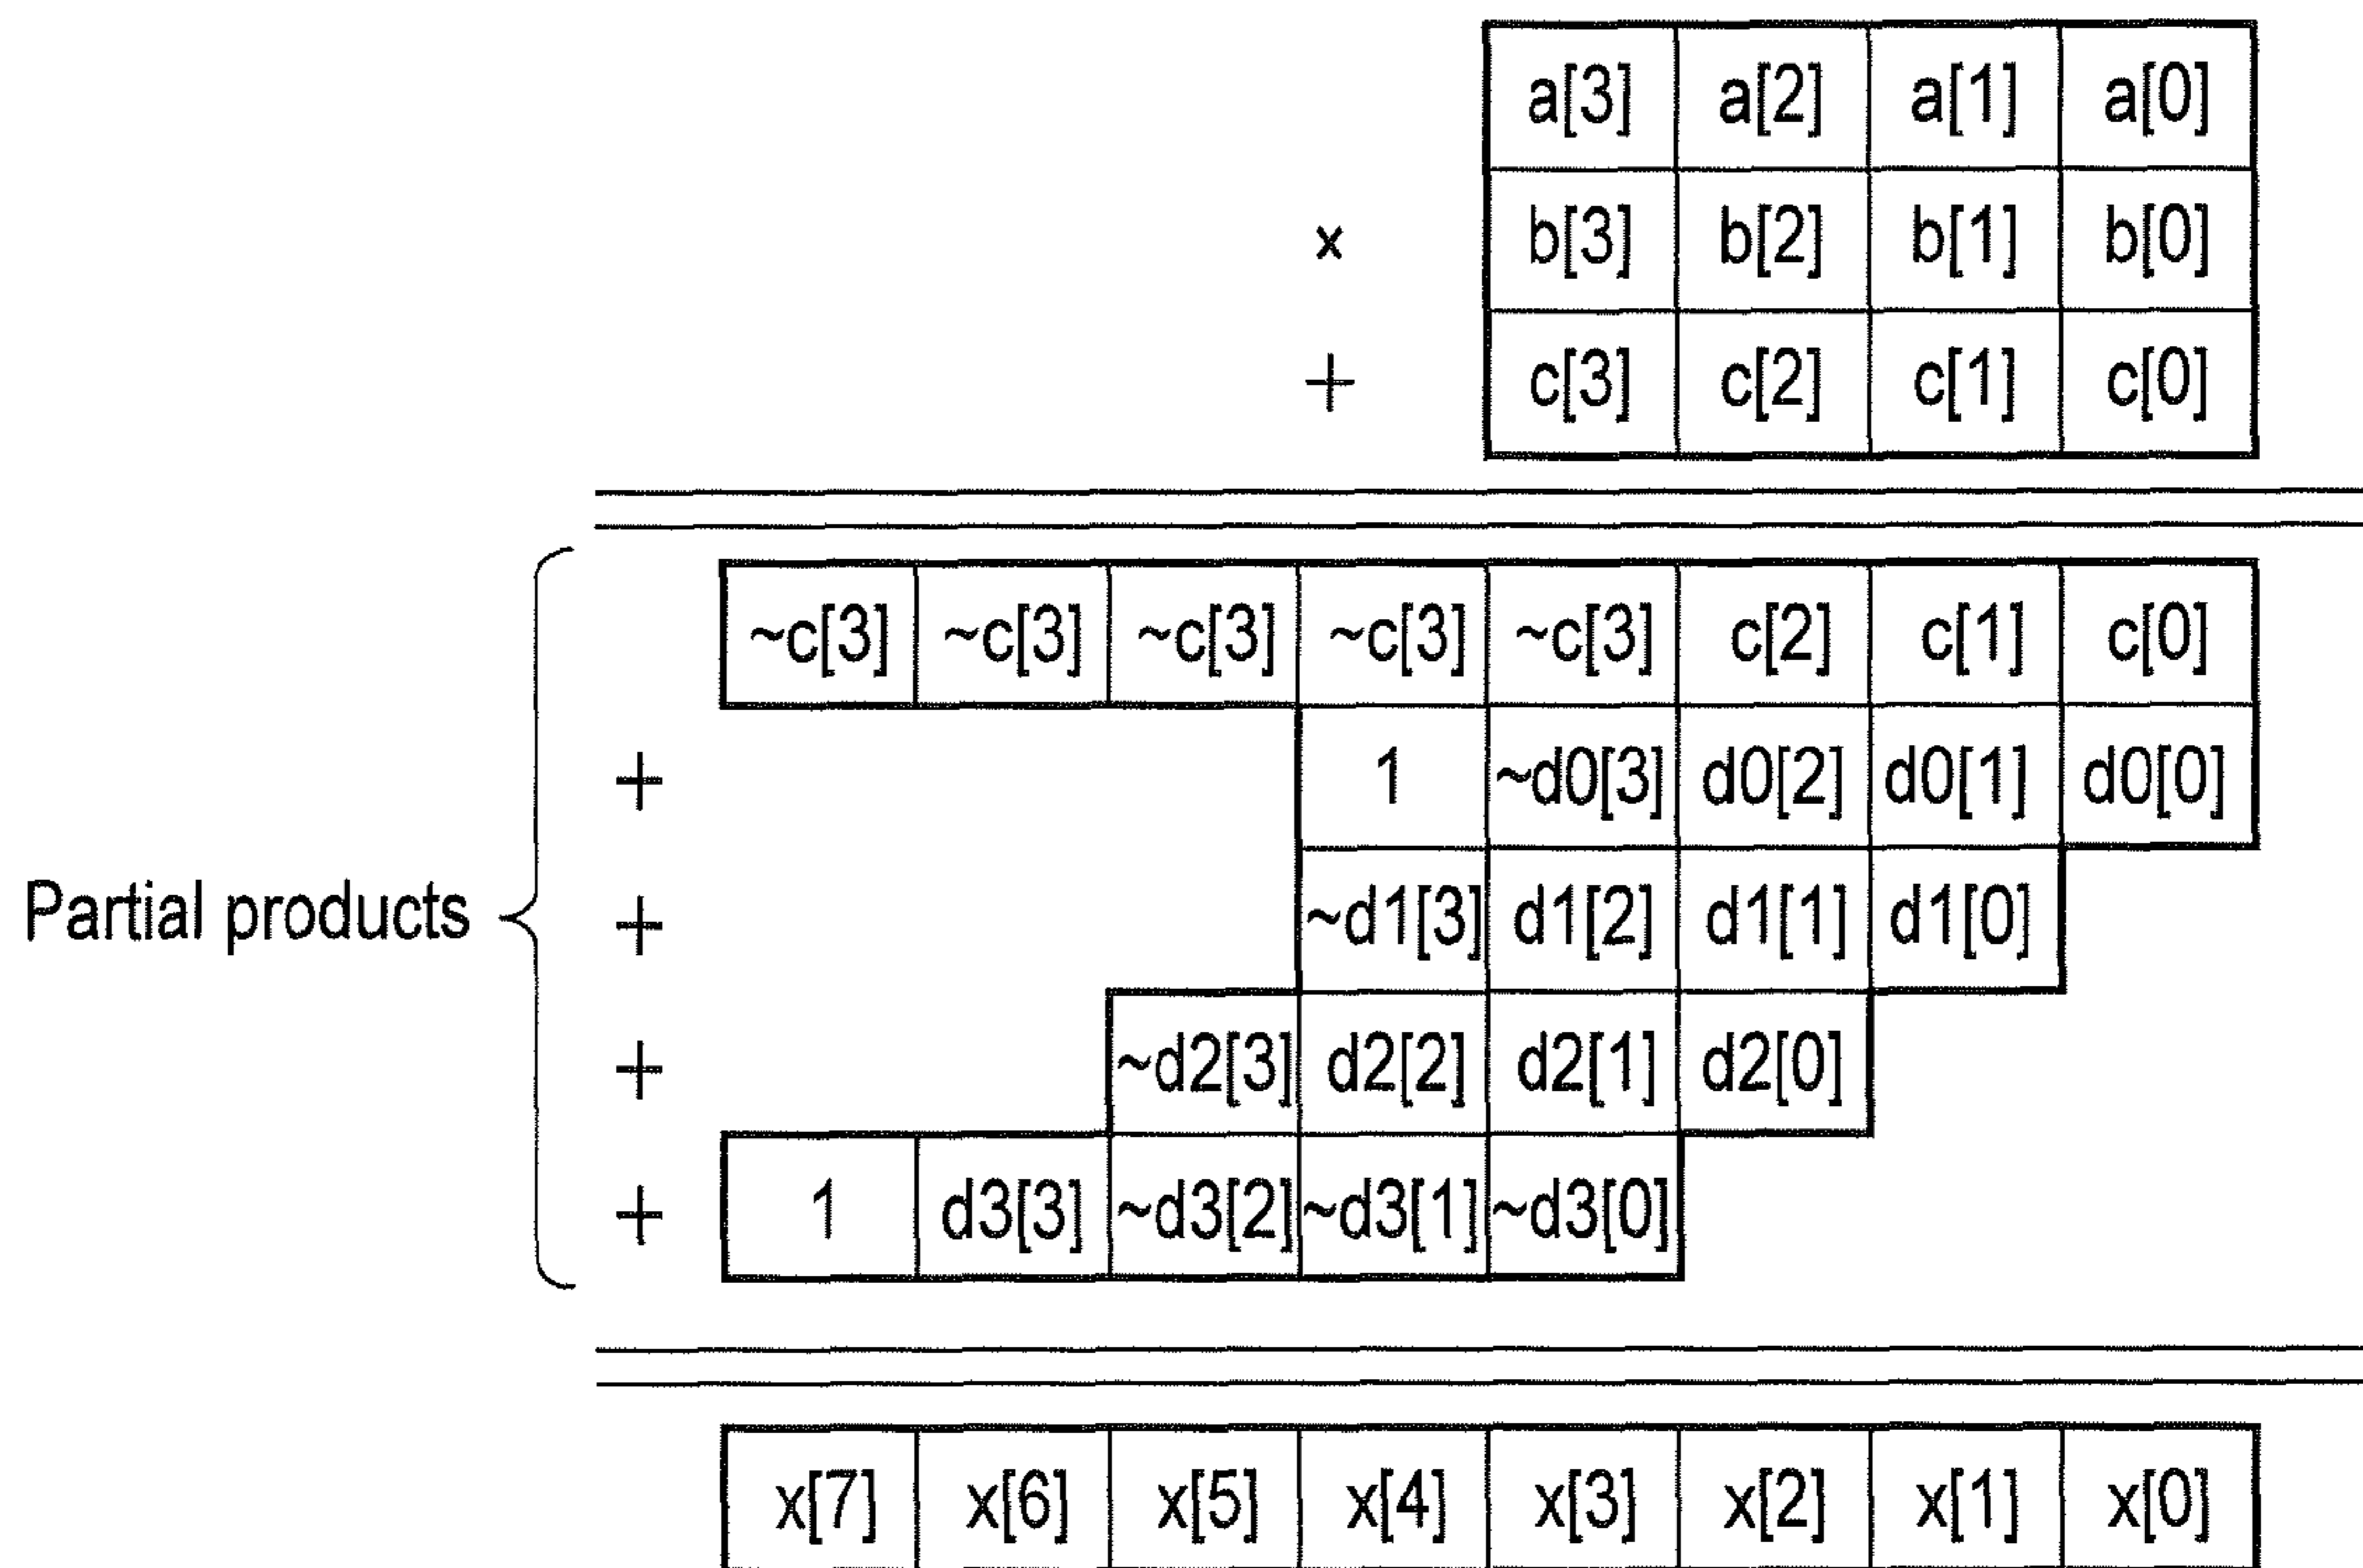 a[3] a[2] a[1] a[0]
x b[3] b[2] b[1] b[0]
+ c[3] c[2] c[1] c[0]
~c[3] ~c[3] ~c[3] ~c[3] ~c[3] c[2] c[1] c[0]
+ 1 ~d0[3] d0[2] d0[1] d0[0]
Partial products + ~d1[3] d1[2] d1[1] d1[0]
+ ~d2[3] d2[2] d2[1] d2[0]
+ 1 d3[3] ~d3[2] ~d3[1] ~d3[0]
x[7] x[6] x[5] x[4] x[3] x[2] x[1] x[0]